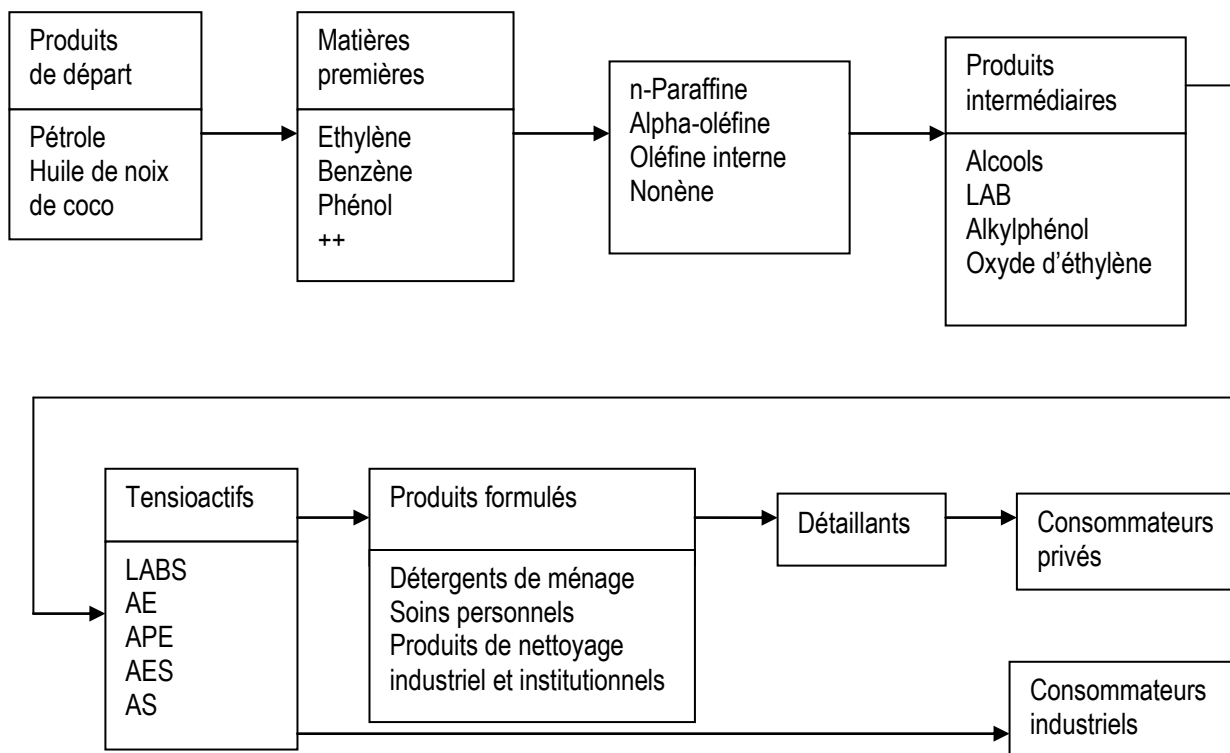 Produits
de départ
Pétrole
Huile de noix
de coco
Matières
premières
Ethylène
Benzène
Phénol
++
n-Paraffine
Alpha-oléfine
Oléfine interne
Nonène
Produits
intermédiaires
Alcools
LAB
Alkylphénol
Oxyde d’éthylène
Tensioactifs
LABS
AE
APE
AES
AS
Produits formulés
Détergents de ménage
Soins personnels
Produits de nettoyage
industriel et institutionnels
Détaillants
Consommateurs
privés
Consommateurs
industriels